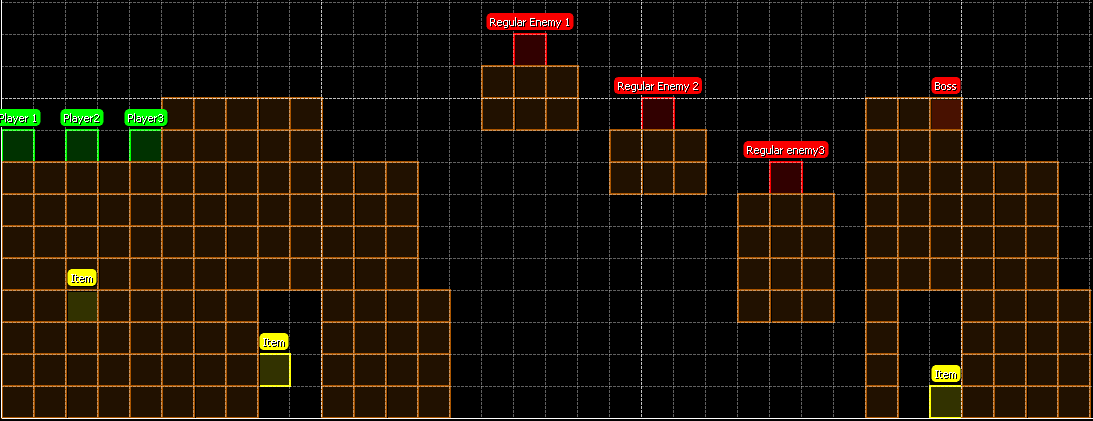 Regular Enemy 1
Regular Enemy 2
Boss
Player 1
Player2
Player3
Regular enemy3
Item
Item
Item